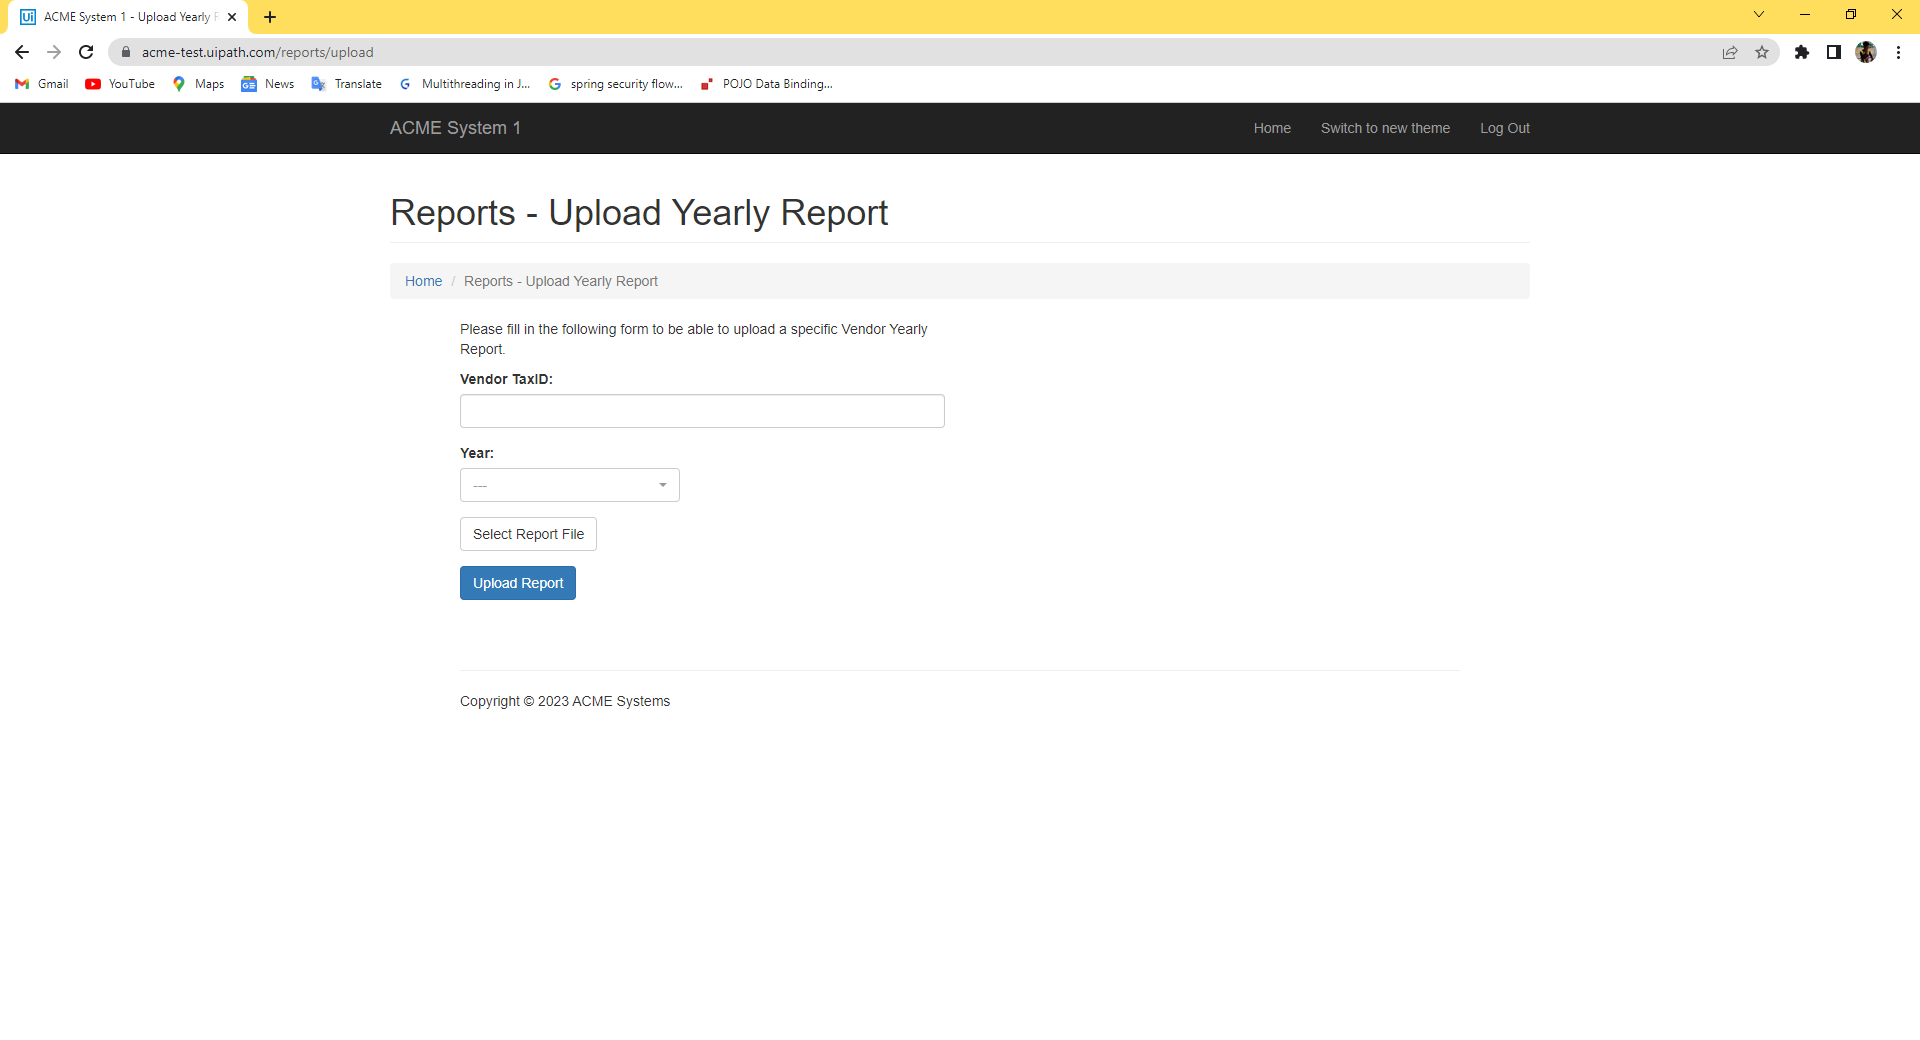 Ui ACME System 1 - Upload Yearly
acme-test.uipath.com/reports/upload
Gmail YouTube Maps News Translate Multithreading in J... spring security flow... POJO Data Binding...
ACME System 1 Home Switch to new theme Log Out
Reports - Upload Yearly Report
Home / Reports - Upload Yearly Report
Please fill in the following form to be able to upload a specific Vendor Yearly
Report.
Vendor TaxID:
Year:
---
Select Report File
Upload Report
Copyright © 2023 ACME Systems